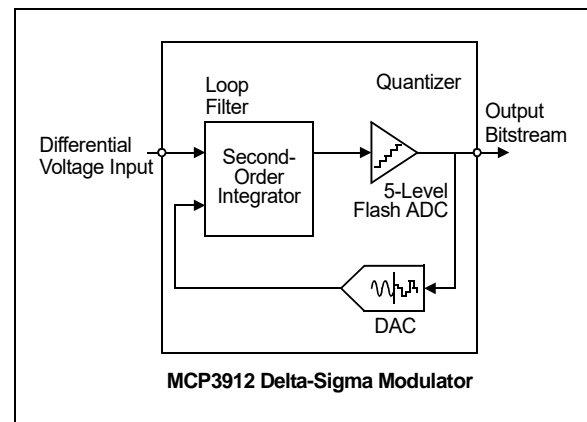 Loop
Filter
Quantizer
Differential
Voltage Input
Second-
Order
Integrator
Output
Bitstream
5-Level
Flash ADC
DAC
MCP3912 Delta-Sigma Modulator